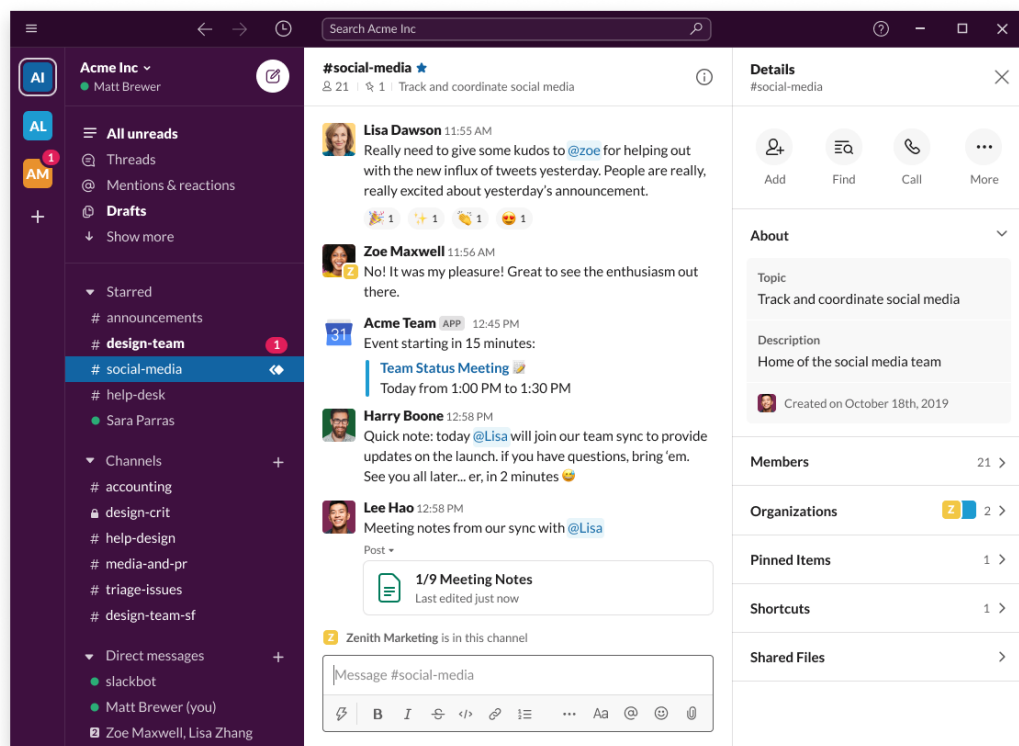 Search Acme Inc
AI
AL
1
AM
Acme Inc
Matt Brewer
All unreads
Threads
@ Mentions & reactions
Drafts
Show more
Starred
# announcements
# design-team 1
# social-media
# help-desk
Sara Parras
Channels +
# accounting
design-crit
# help-design
# media-and-pr
# triage-issues
# design-team-sf
Direct messages +
slackbot
Matt Brewer (you)
2 Zoe Maxwell, Lisa Zhang
#social-media
21 | 1 | Track and coordinate social media
Lisa Dawson 11:55 AM
Really need to give some kudos to @zoe for helping out
with the new influx of tweets yesterday. People are really,
really excited about yesterday’s announcement.
🎉 1 ✨ 1 👏 1 😍 1
Zoe Maxwell 11:56 AM
Z
No! It was my pleasure! Great to see the enthusiasm out
there.
31
Acme Team APP 12:45 PM
Event starting in 15 minutes:
Team Status Meeting 📝
Today from 1:00 PM to 1:30 PM
Harry Boone 12:58 PM
Quick note: today @Lisa will join our team sync to provide
updates on the launch. if you have questions, bring ‘em.
See you all later... er, in 2 minutes 😅
Lee Hao 12:58 PM
Meeting notes from our sync with @Lisa
Post
1/9 Meeting Notes
Last edited just now
Z Zenith Marketing is in this channel
Message #social-media
B I S </> Aa @
Details
#social-media
Add Find Call More
About
Topic
Track and coordinate social media
Description
Home of the social media team
Created on October 18th, 2019
Members 21
Organizations Z 2
Pinned Items 1
Shortcuts 1
Shared Files